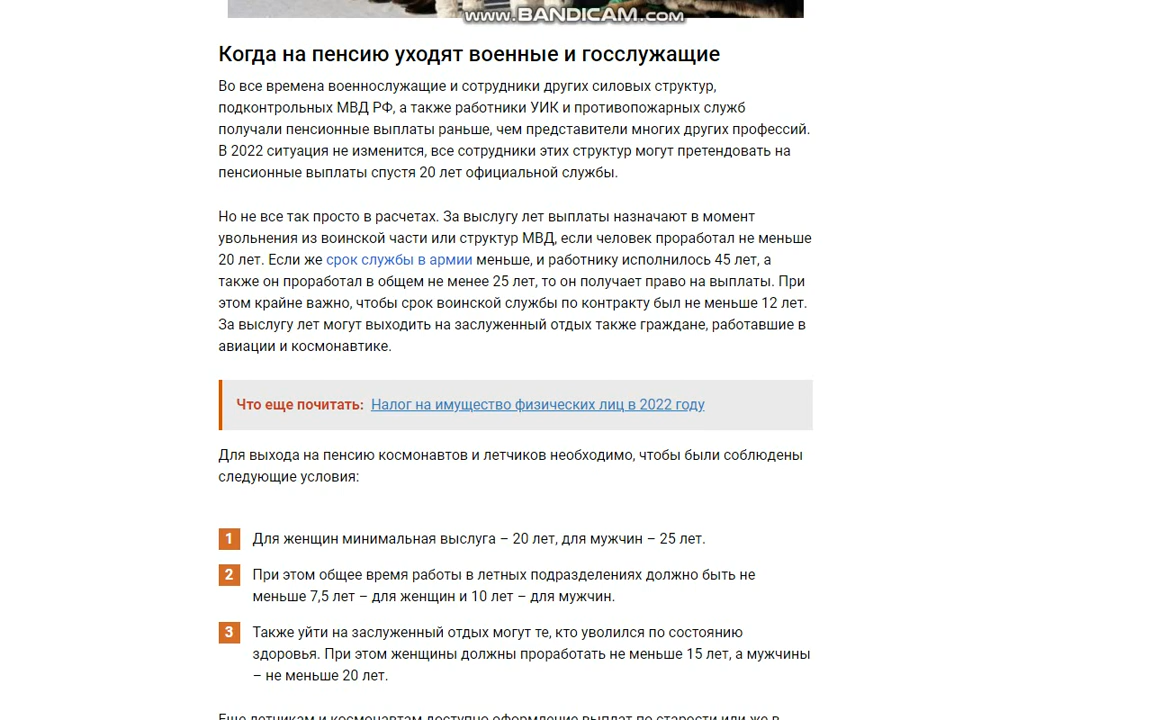 www.BANDICAM.com
Когда на пенсию уходят военные и госслужащие
Во все времена военнослужащие и сотрудники других силовых структур,
подконтрольных МВД РФ, а также работники УИК и противопожарных служб
получали пенсионные выплаты раньше, чем представители многих других профессий.
В 2022 ситуация не изменится, все сотрудники этих структур могут претендовать на
пенсионные выплаты спустя 20 лет официальной службы.
Но не все так просто в расчетах. За выслугу лет выплаты назначают в момент
увольнения из воинской части или структур МВД, если человек проработал не меньше
20 лет. Если же срок службы в армии меньше, и работнику исполнилось 45 лет, а
также он проработал в общем не менее 25 лет, то он получает право на выплаты. При
этом крайне важно, чтобы срок воинской службы по контракту был не меньше 12 лет.
За выслугу лет могут выходить на заслуженный отдых также граждане, работавшие в
авиации и космонавтике.
Что еще почитать: Налог на имущество физических лиц в 2022 году
Для выхода на пенсию космонавтов и летчиков необходимо, чтобы были соблюдены
следующие условия:
1 Для женщин минимальная выслуга – 20 лет, для мужчин – 25 лет.
2 При этом общее время работы в летных подразделениях должно быть не
меньше 7,5 лет – для женщин и 10 лет – для мужчин.
3 Также уйти на заслуженный отдых могут те, кто уволился по состоянию
здоровья. При этом женщины должны проработать не меньше 15 лет, а мужчины
– не меньше 20 лет.
Еще летчикам и космонавтам доступно оформление выплат по старости или же в